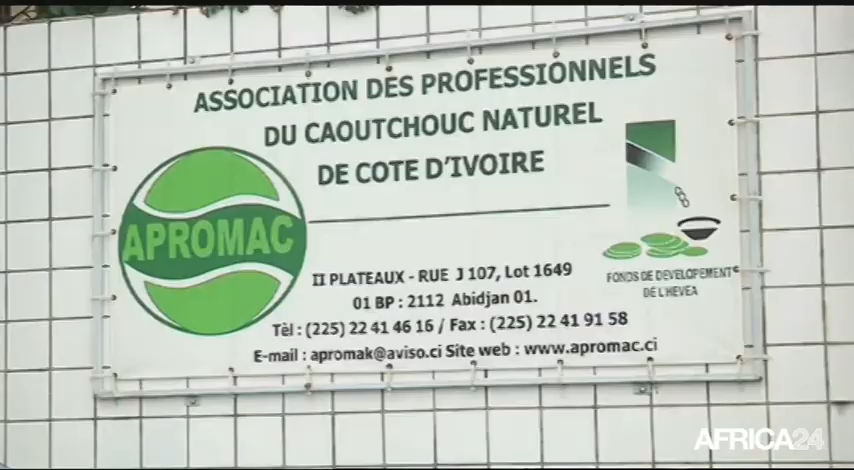 ASSOCIATION DES PROFESSIONNELS
DU CAOUTCHOUC NATUREL
DE COTE D'IVOIRE
APROMAC
II PLATEAUX - RUE J 107, Lot 1649
01 BP : 2112 Abidjan 01.
Tèl : (225) 22 41 46 16 / Fax : (225) 22 41 91 58
E-mail : apromak@aviso.ci Site web : www.apromac.ci
FONDS DE DEVELOPEMENT
DE L'HEVEA
AFRICA24